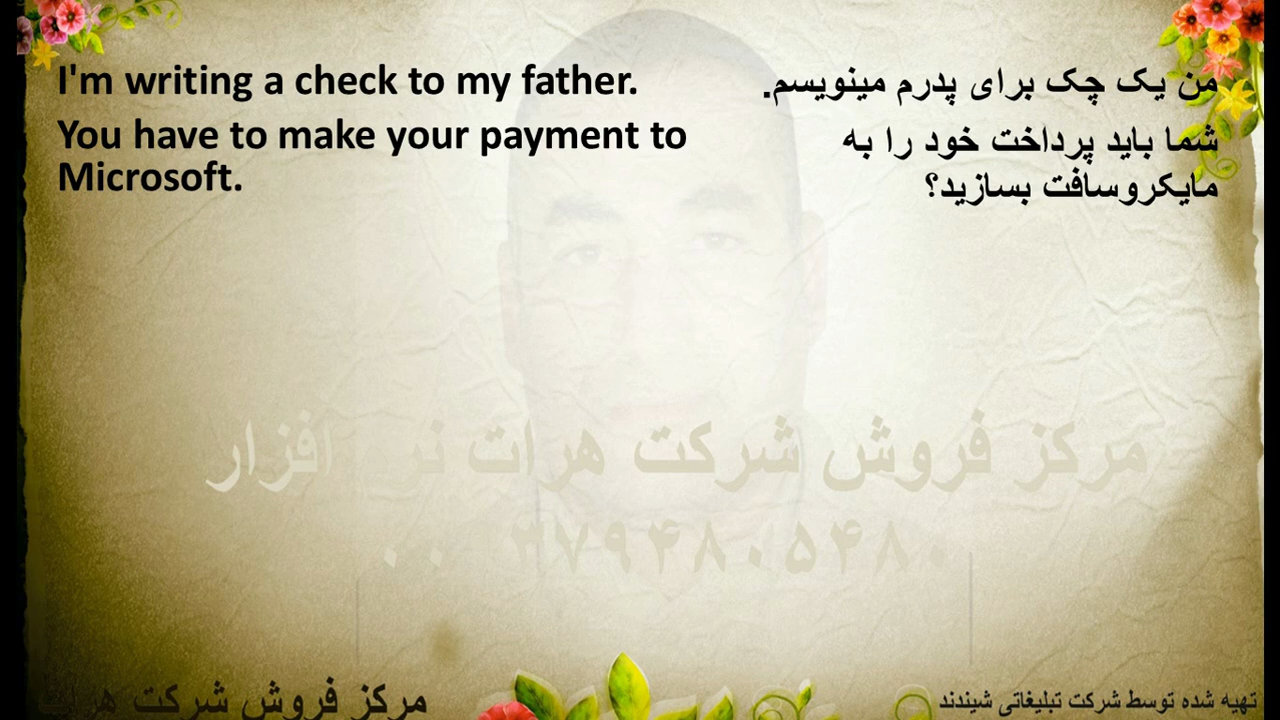 I'm writing a check to my father.
You have to make your payment to
Microsoft.
من یک چک برای پدرم مینویسم.
شما باید پرداخت خود را به
مایکروسافت بسازید؟
مرکز فروش شرکت هرات نر افزار
مرکز فروش شرکت هرات
تهیه شده توسط شرکت تبلیغاتی شیندند